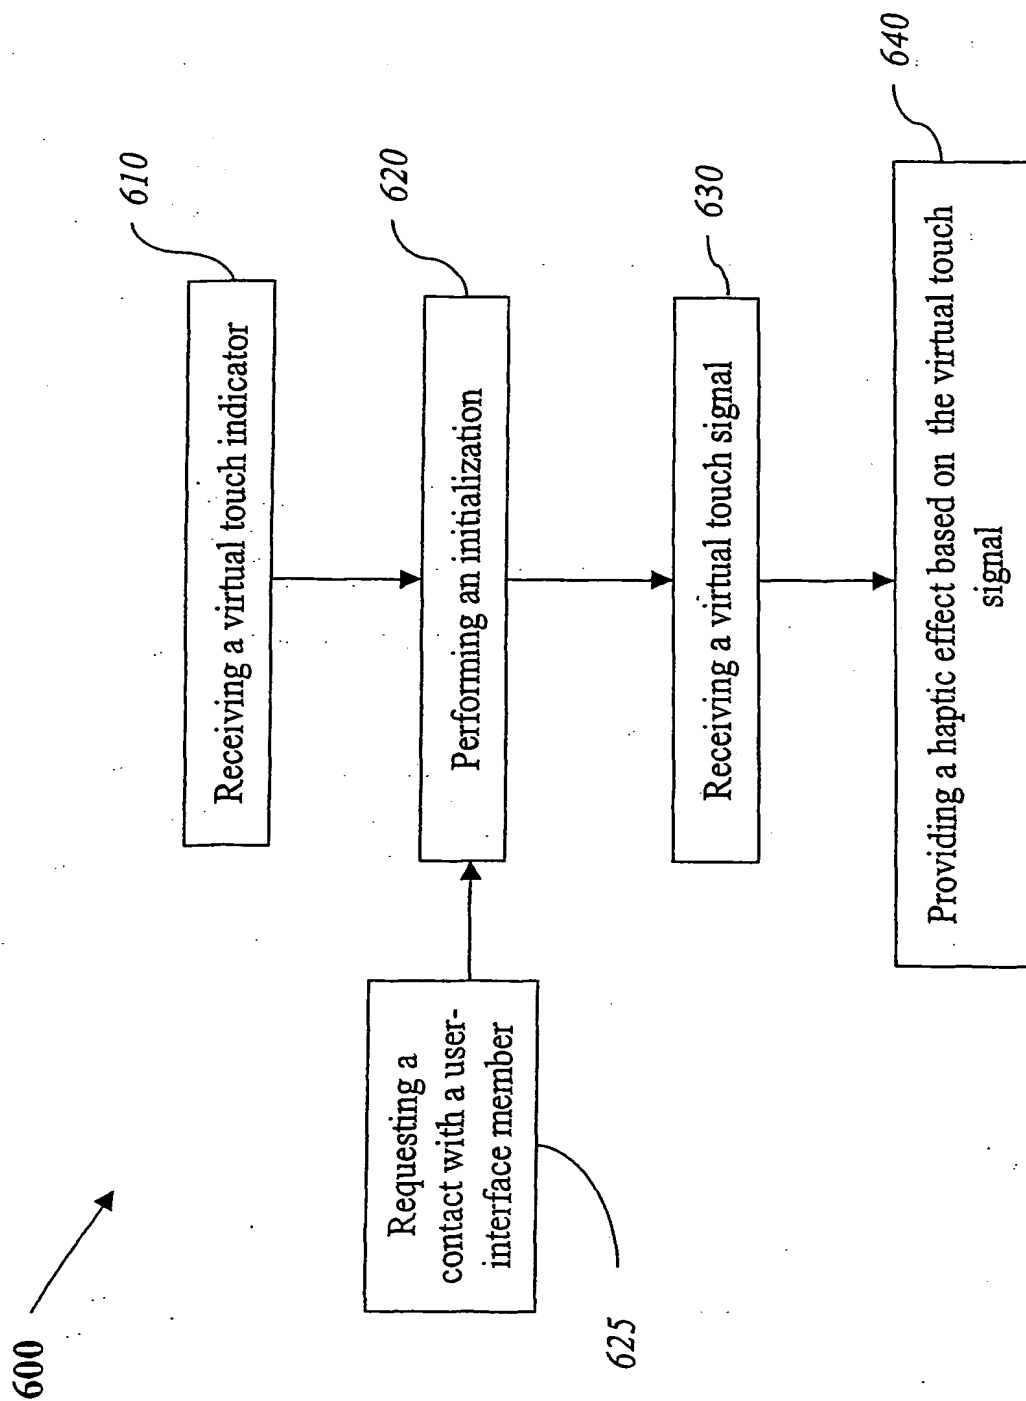 600
610
Receiving a virtual touch indicator
620
Performing an initialization
Requesting a
contact with a user-
interface member
625
630
Receiving a virtual touch signal
640
Providing a haptic effect based on the virtual touch
signal